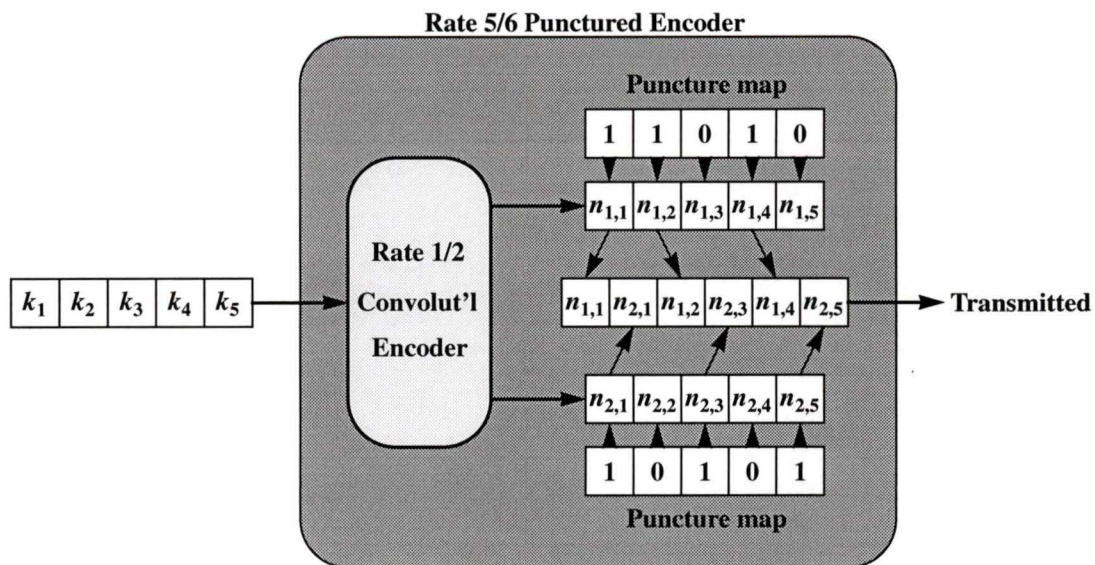 Rate 5/6 Punctured Encoder
Puncture map
1 1 0 1 0
n1,1 n1,2 n1,3 n1,4 n1,5
Rate 1/2
Convolut'l
Encoder
k1 k2 k3 k4 k5
n1,1 n2,1 n1,2 n2,3 n1,4 n2,5
Transmitted
n2,1 n2,2 n2,3 n2,4 n2,5
1 0 1 0 1
Puncture map